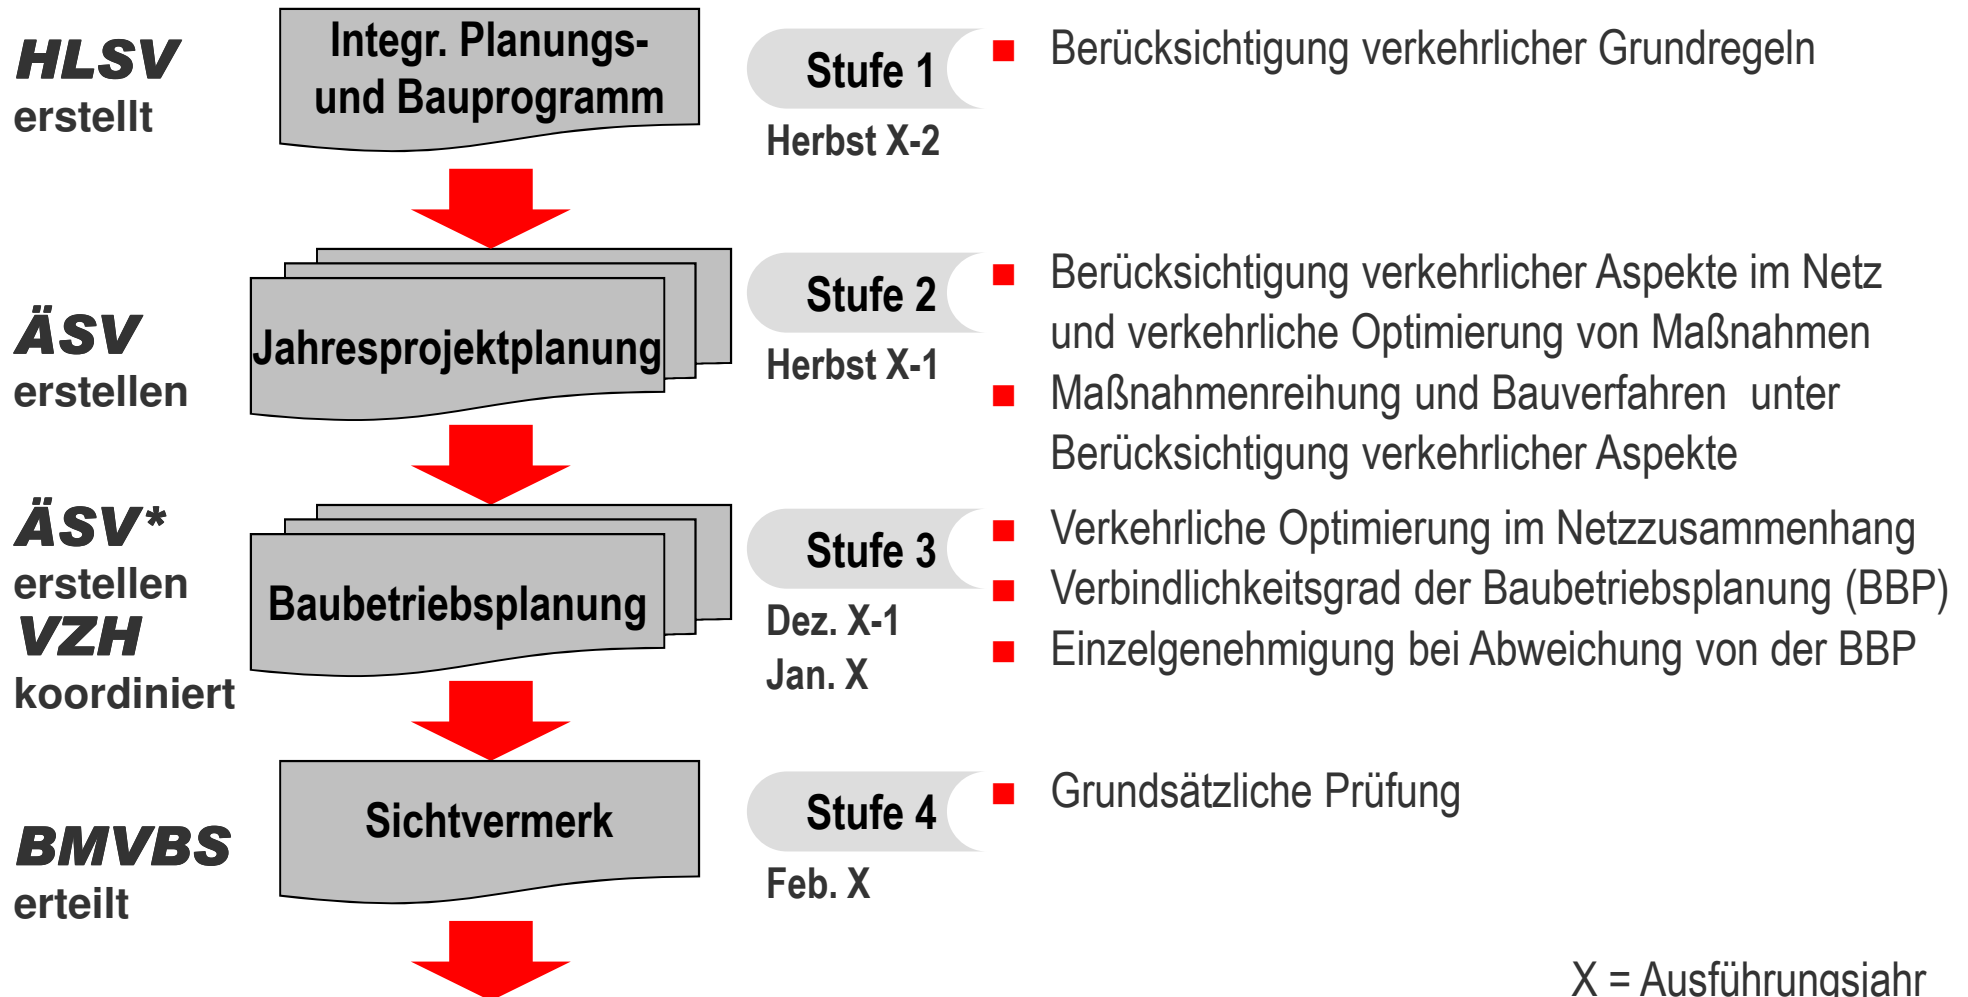 HLSV
erstellt
Integr. Planungs-
und Bauprogramm
Stufe 1
Herbst X-2
Berücksichtigung verkehrlicher Grundregeln
ÄSV
erstellen
Jahresprojektplanung
Stufe 2
Herbst X-1
Berücksichtigung verkehrlicher Aspekte im Netz
und verkehrliche Optimierung von Maßnahmen
Maßnahmenreihung und Bauverfahren unter
Berücksichtigung verkehrlicher Aspekte
ÄSV*
erstellen
VZH
koordiniert
Baubetriebsplanung
Stufe 3
Dez. X-1
Jan. X
Verkehrliche Optimierung im Netzzusammenhang
Verbindlichkeitsgrad der Baubetriebsplanung (BBP)
Einzelgenehmigung bei Abweichung von der BBP
BMVBS
erteilt
Sichtvermerk
Stufe 4
Feb. X
Grundsätzliche Prüfung
X = Ausführungsjahr